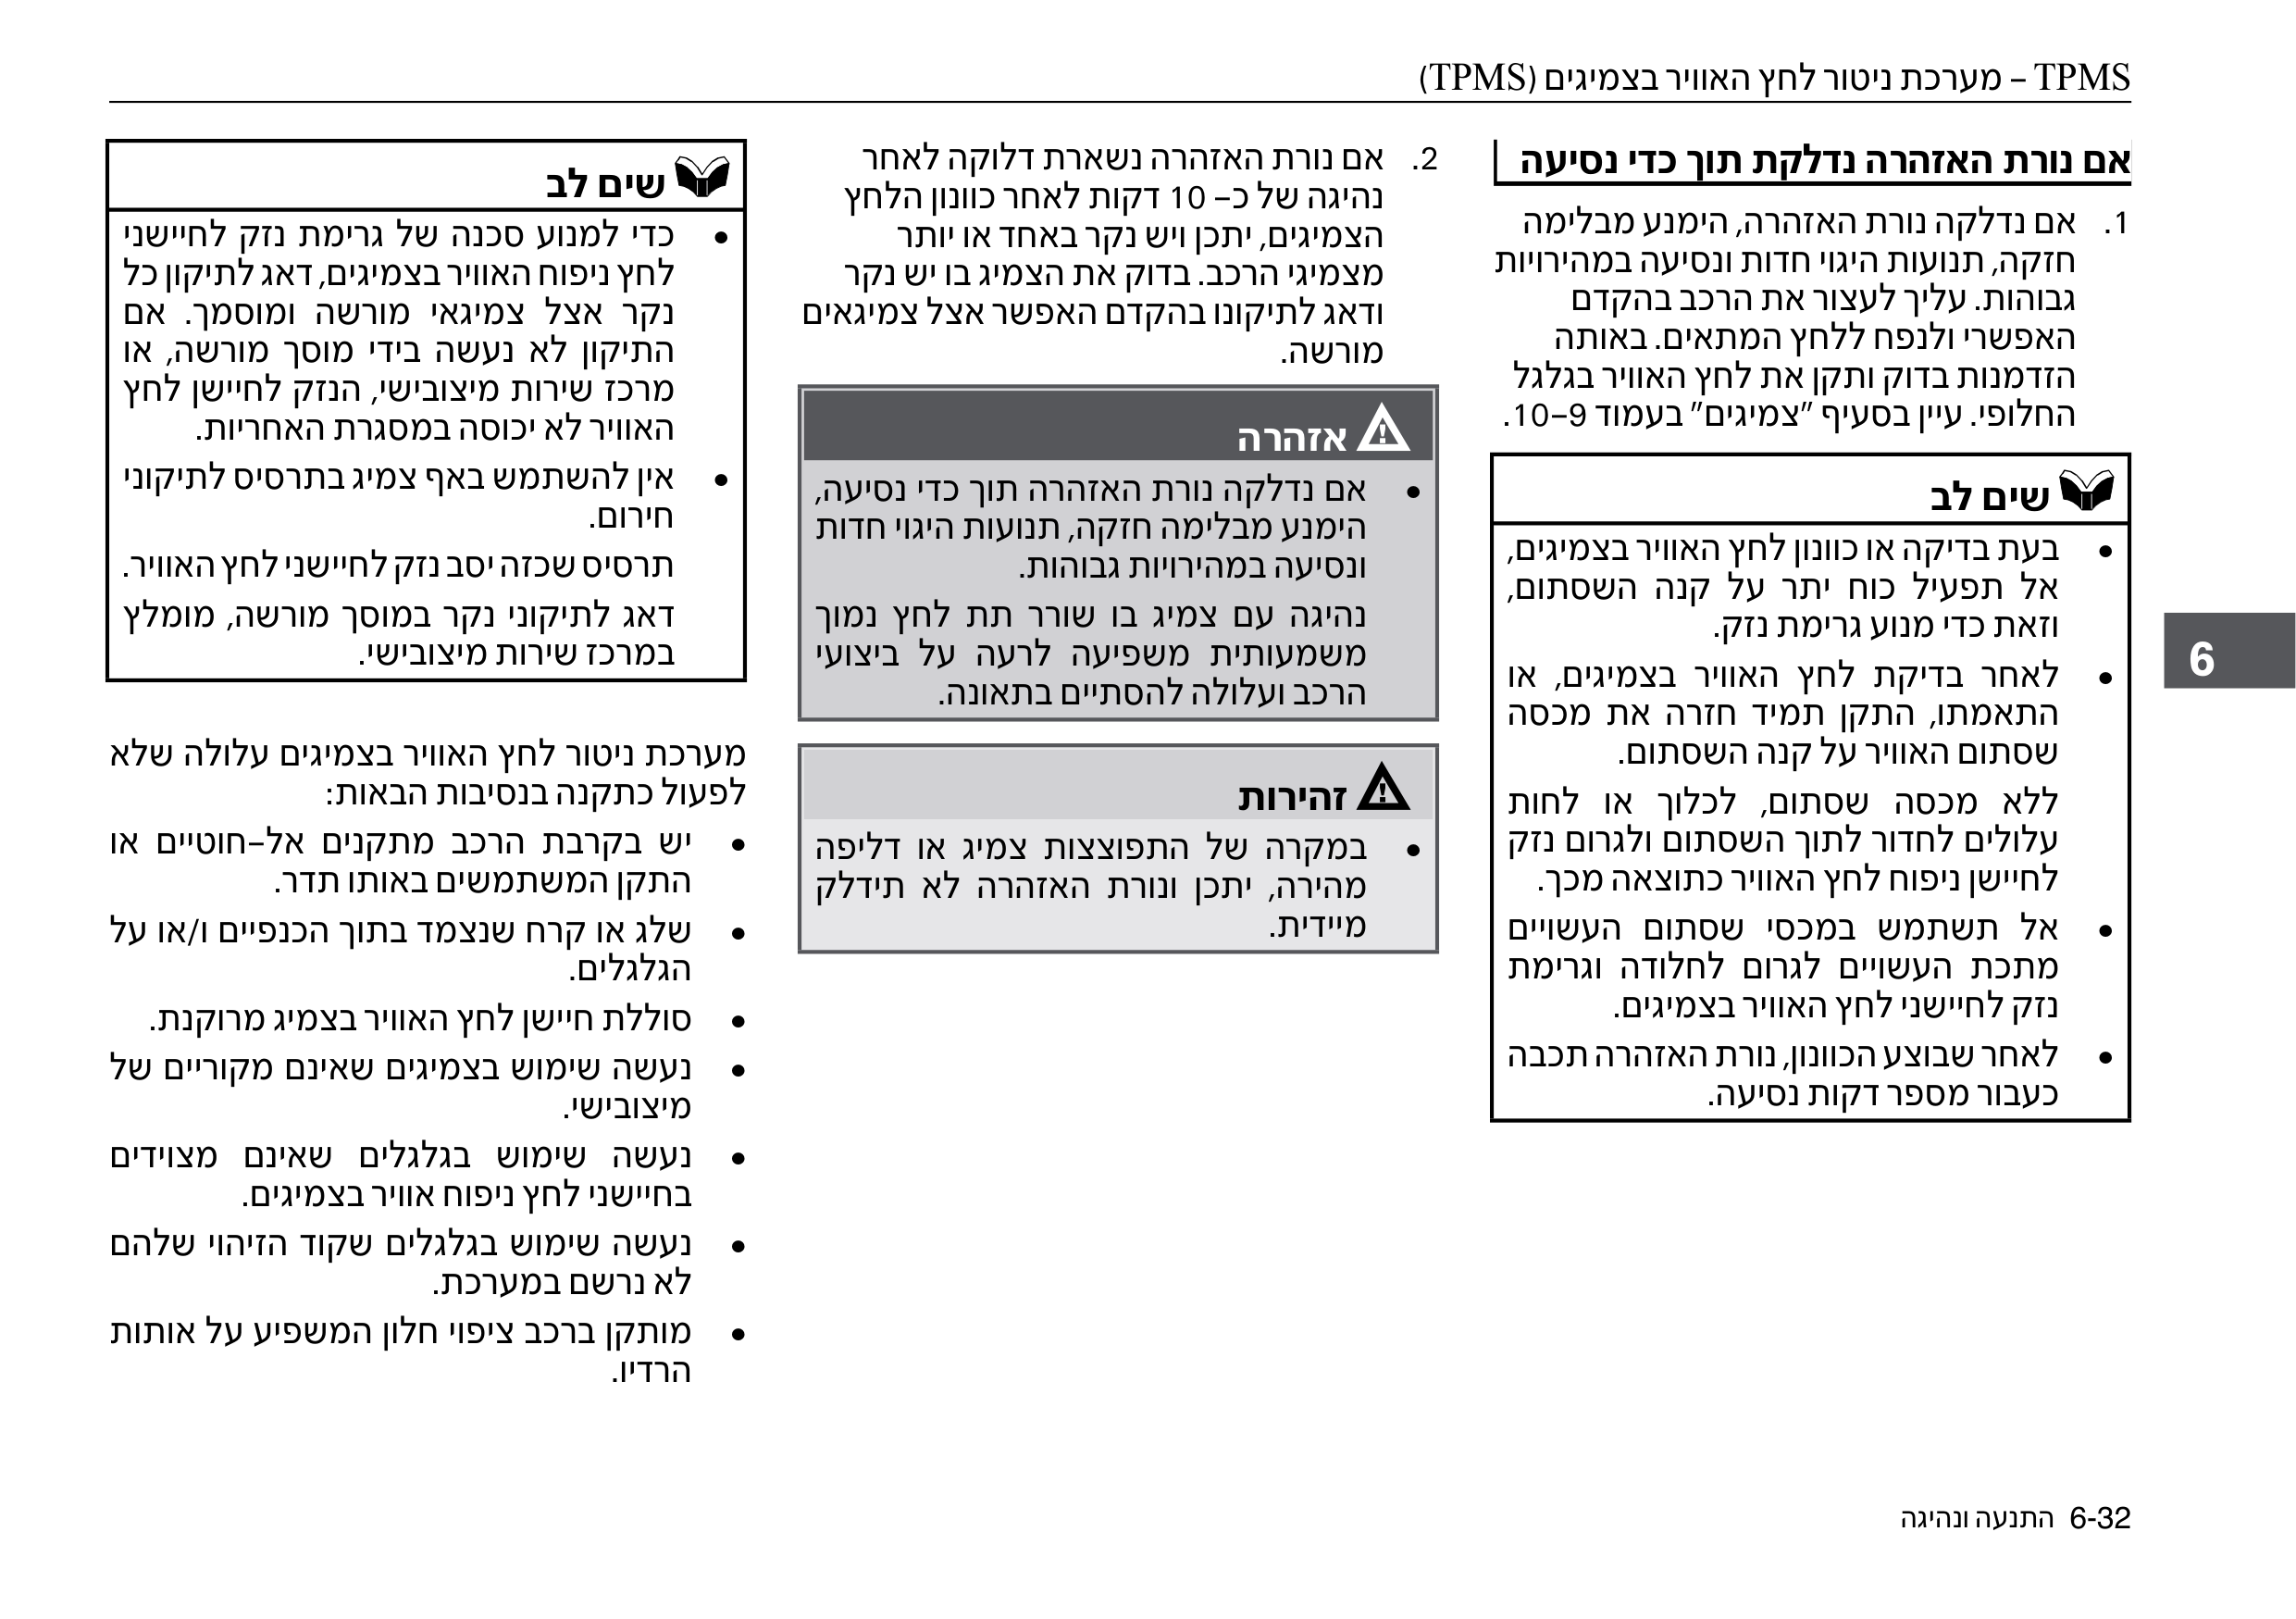 TPMS – מערכת ניטור לחץ האוויר בצמיגים (TPMS)
אם נורת האזהרה נדלקת תוך כדי נסיעה
1. אם נדלקה נורת האזהרה, הימנע מבלימה
חזקה, תנועות היגוי חדות ונסיעה במהירויות
גבוהות. עליך לעצור את הרכב בהקדם
האפשרי ולנפח ללחץ המתאים. באותה
הזדמנות בדוק ותקן את לחץ האוויר בגלגל
החלופי. עיין בסעיף "צמיגים" בעמוד 10–9.
שים לב
• בעת בדיקה או כוונון לחץ האוויר בצמיגים,
אל תפעיל כוח יתר על קנה השסתום,
וזאת כדי מנוע גרימת נזק.
• לאחר בדיקת לחץ האוויר בצמיגים, או
התאמתו, התקן תמיד חזרה את מכסה
שסתום האוויר על קנה השסתום.
ללא מכסה שסתום, לכלוך או לחות
עלולים לחדור לתוך השסתום ולגרום נזק
לחיישן ניפוח לחץ האוויר כתוצאה מכך.
• אל תשתמש במכסי שסתום העשויים
מתכת העשויים לגרום לחלודה וגרימת
נזק לחיישני לחץ האוויר בצמיגים.
• לאחר שבוצע הכוונון, נורת האזהרה תכבה
כעבור מספר דקות נסיעה.
2. אם נורת האזהרה נשארת דלוקה לאחר
נהיגה של כ– 10 דקות לאחר כוונון הלחץ
הצמיגים, יתכן ויש נקר באחד או יותר
מצמיגי הרכב. בדוק את הצמיג בו יש נקר
ודאג לתיקונו בהקדם האפשר אצל צמיגאים
מורשה.
אזהרה
• אם נדלקה נורת האזהרה תוך כדי נסיעה,
הימנע מבלימה חזקה, תנועות היגוי חדות
ונסיעה במהירויות גבוהות.
נהיגה עם צמיג בו שורר תת לחץ נמוך
משמעותית משפיעה לרעה על ביצועי
הרכב ועלולה להסתיים בתאונה.
זהירות
• במקרה של התפוצצות צמיג או דליפה
מהירה, יתכן ונורת האזהרה לא תידלק
מיידית.
שים לב
• כדי למנוע סכנה של גרימת נזק לחיישני
לחץ ניפוח האוויר בצמיגים, דאג לתיקון כל
נקר אצל צמיגאי מורשה ומוסמך. אם
התיקון לא נעשה בידי מוסך מורשה, או
מרכז שירות מיצובישי, הנזק לחיישן לחץ
האוויר לא יכוסה במסגרת האחריות.
• אין להשתמש באף צמיג בתרסיס לתיקוני
חירום.
תרסיס שכזה יסב נזק לחיישני לחץ האוויר.
דאג לתיקוני נקר במוסך מורשה, מומלץ
במרכז שירות מיצובישי.
מערכת ניטור לחץ האוויר בצמיגים עלולה שלא
לפעול כתקנה בנסיבות הבאות:
• יש בקרבת הרכב מתקנים אל–חוטיים או
התקן המשתמשים באותו תדר.
• שלג או קרח שנצמד בתוך הכנפיים ו/או על
הגלגלים.
• סוללת חיישן לחץ האוויר בצמיג מרוקנת.
• נעשה שימוש בצמיגים שאינם מקוריים של
מיצובישי.
• נעשה שימוש בגלגלים שאינם מצוידים
בחיישני לחץ ניפוח אוויר בצמיגים.
• נעשה שימוש בגלגלים שקוד הזיהוי שלהם
לא נרשם במערכת.
• מותקן ברכב ציפוי חלון המשפיע על אותות
הרדיו.
6
6-32 התנעה ונהיגה